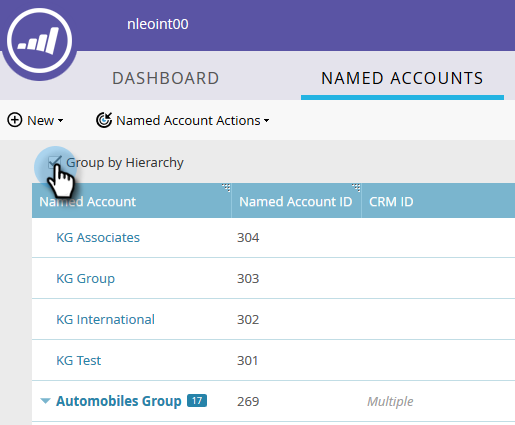 nleoint00
DASHBOARD NAMED ACCOUNTS
New Named Account Actions
Group by Hierarchy
Named Account Named Account ID CRM ID
KG Associates 304
KG Group 303
KG International 302
KG Test 301
Automobiles Group 17 269 Multiple